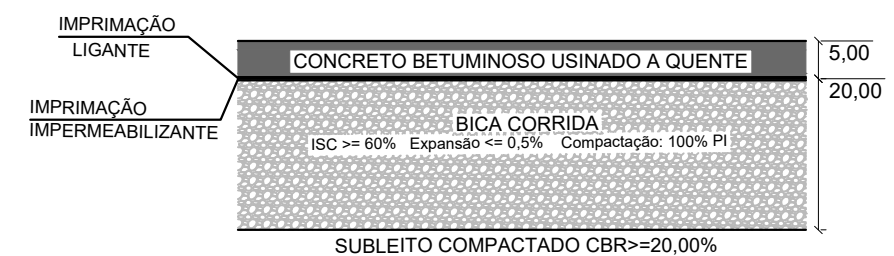 IMPRIMAÇÃO
LIGANTE
CONCRETO BETUMINOSO USINADO A QUENTE
5,00
20,00
IMPRIMAÇÃO
IMPERMEABILIZANTE
BICA CORRIDA
ISC >= 60% Expansão <= 0,5% Compactação: 100% PI
SUBLEITO COMPACTADO CBR>=20,00%